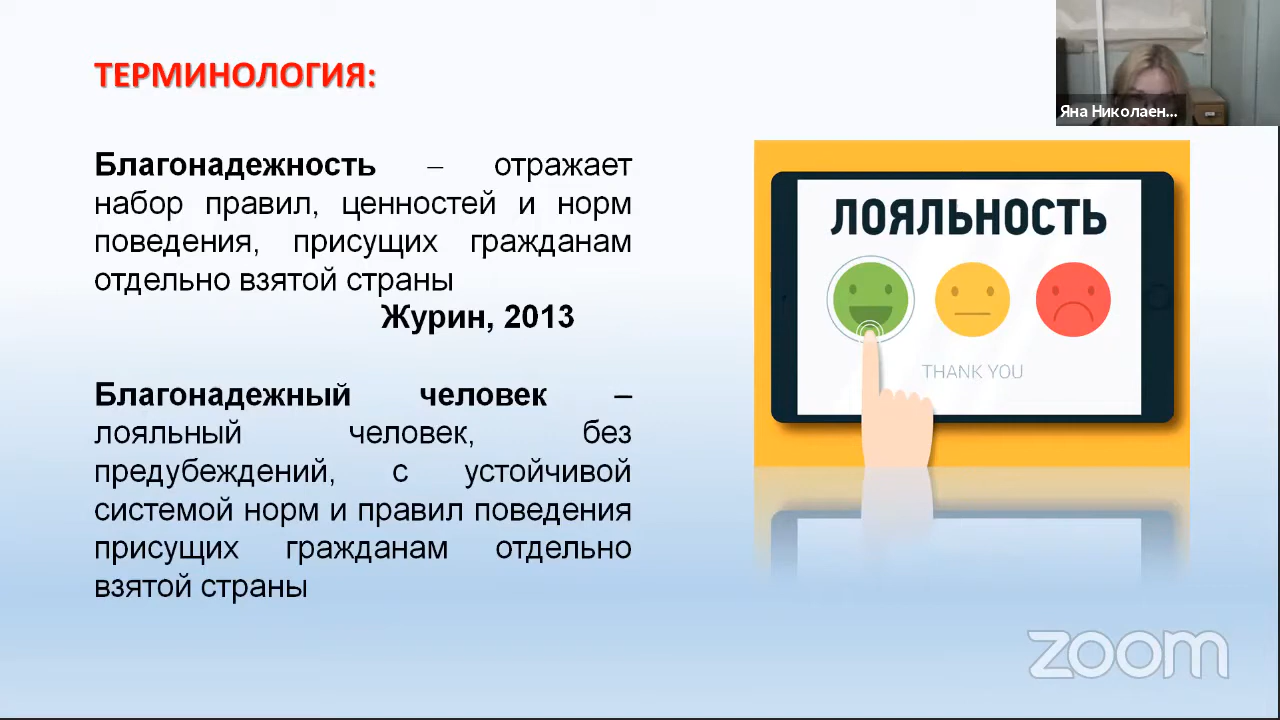 ТЕРМИНОЛОГИЯ:
Яна Николаен...
Благонадежность – отражает
набор правил, ценностей и норм
поведения, присущих гражданам
отдельно взятой страны
Журин, 2013
Благонадежный человек –
лояльный человек, без
предубеждений, с устойчивой
системой норм и правил поведения
присущих гражданам отдельно
взятой страны
ЛОЯЛЬНОСТЬ
THANK YOU
zoom